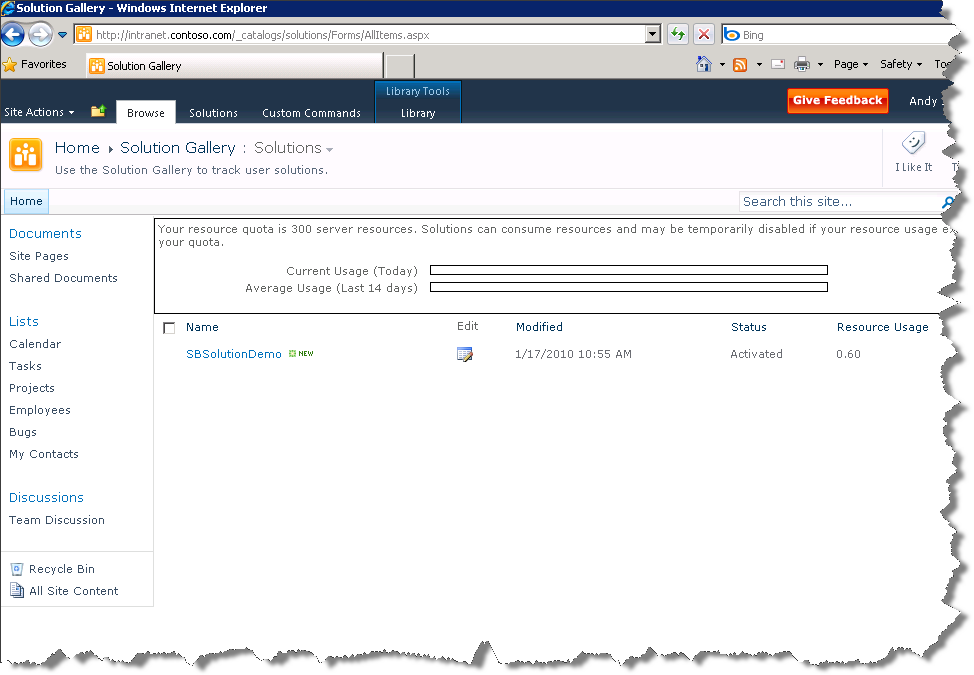 Solution Gallery - Windows Internet Explorer
http://intranet.contoso.com/_catalogs/solutions/Forms/AllItems.aspx
Bing
Favorites
Solution Gallery
Page
Safety
Library Tools
Site Actions
Browse
Solutions
Custom Commands
Library
Give Feedback
Andy
Home ▸ Solution Gallery : Solutions
Use the Solution Gallery to track user solutions.
I Like It
Home
Search this site...
Documents
Site Pages
Shared Documents
Lists
Calendar
Tasks
Projects
Employees
Bugs
My Contacts
Discussions
Team Discussion
Recycle Bin
All Site Content
Your resource quota is 300 server resources. Solutions can consume resources and may be temporarily disabled if your resource usage
your quota.
Current Usage (Today)
Average Usage (Last 14 days)
Name Edit Modified Status Resource Usage
SBSolutionDemo NEW 1/17/2010 10:55 AM Activated 0.60